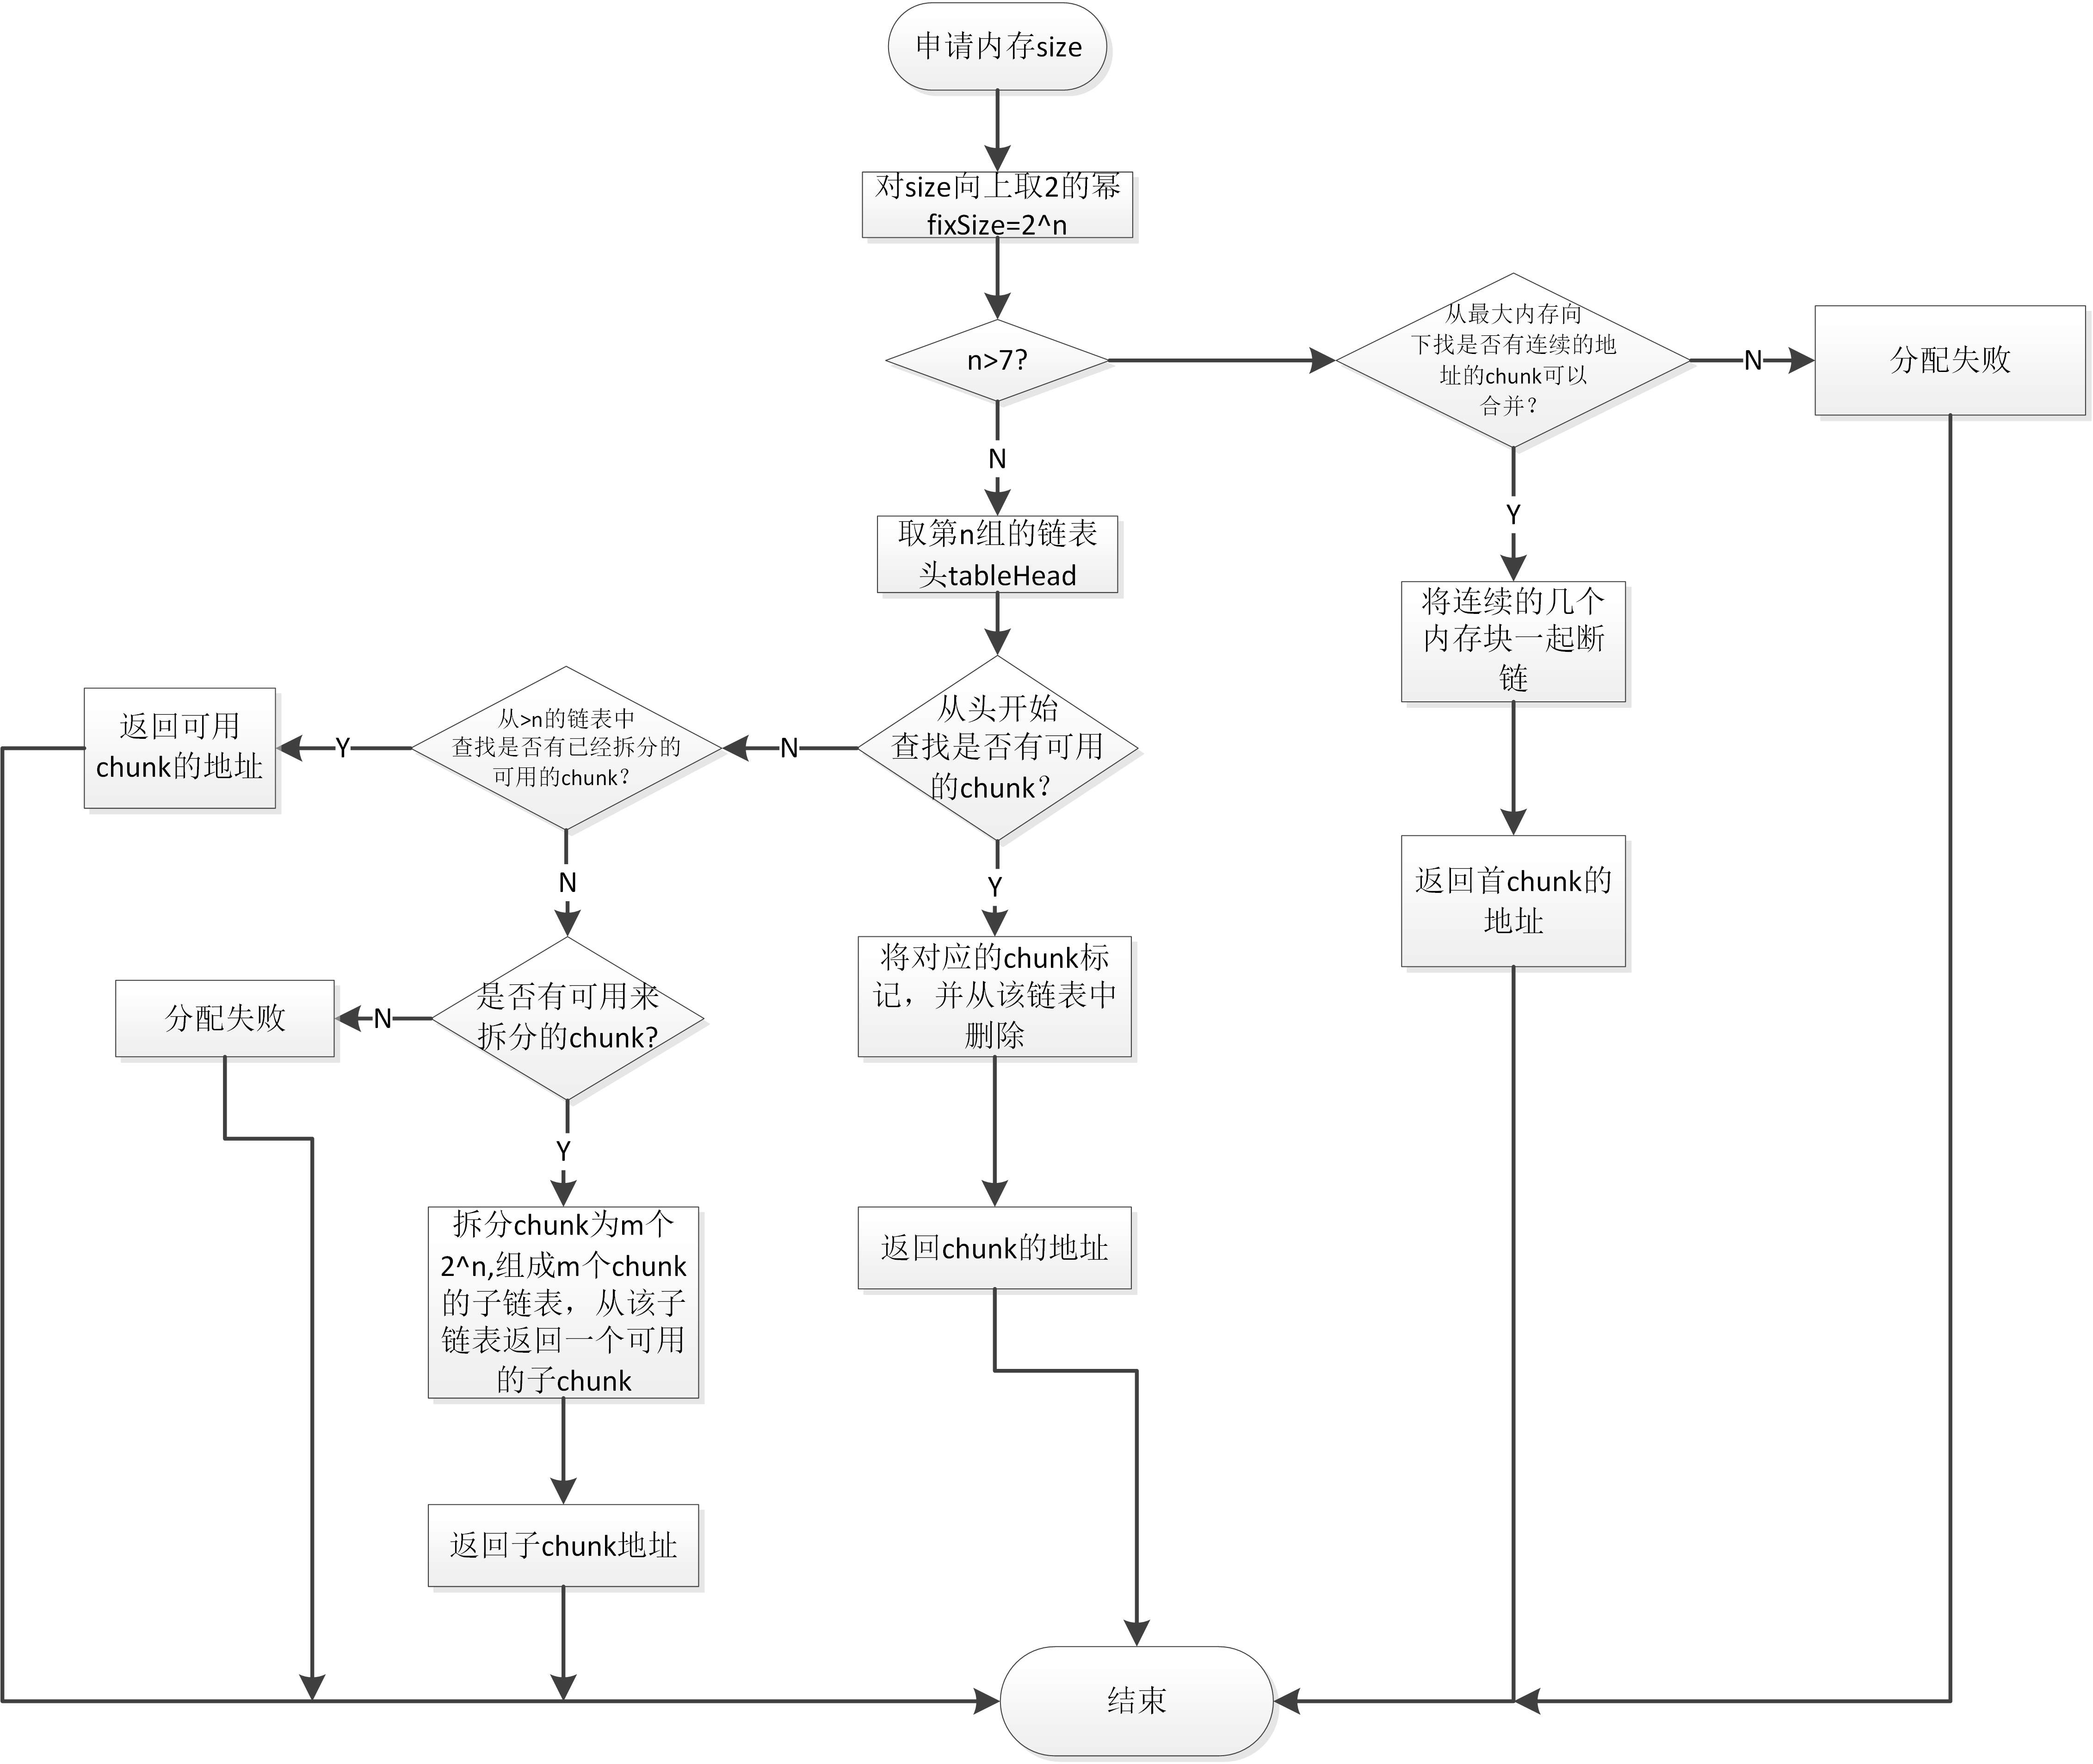 申请内存size
对size向上取2的幂
fixSize=2^n
n>7?
从最大内存向
下找是否有连续的地
址的chunk可以
合并？
N
分配失败
N
Y
取第n组的链表
头tableHead
将连续的几个
内存块一起断
链
从头开始
查找是否有可用
的chunk？
N
从>n的链表中
查找是否有已经拆分的
可用的chunk？
Y
返回可用
chunk的地址
N
Y
返回首chunk的
地址
是否有可用来
拆分的chunk?
N
分配失败
将对应的chunk标
记，并从该链表中
删除
Y
拆分chunk为m个
2^n,组成m个chunk
的子链表，从该子
链表返回一个可用
的子chunk
返回chunk的地址
返回子chunk地址
结束